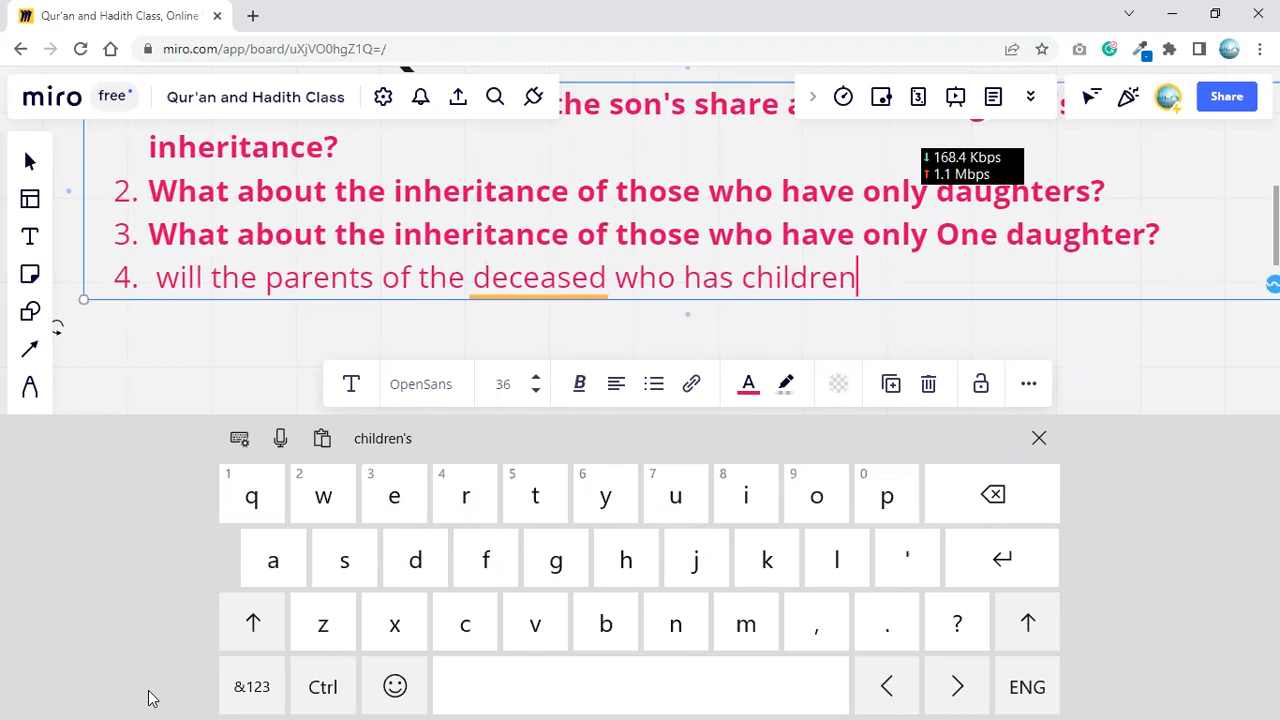 Qur'an and Hadith Class, Online
miro.com/app/board/uXjVO0hgZ1Q=/
miro free Qur'an and Hadith Class Share
the son's share a
inheritance?
168.4 Kbps
1.1 Mbps
2. What about the inheritance of those who have only daughters?
3. What about the inheritance of those who have only One daughter?
4. will the parents of the deceased who has children
OpenSans 36 B A
children's
1 2 3 4 5 6 7 8 9 0
q w e r t y u i o p
a s d f g h j k l '
z x c v b n m , . ?
&123 Ctrl ENG